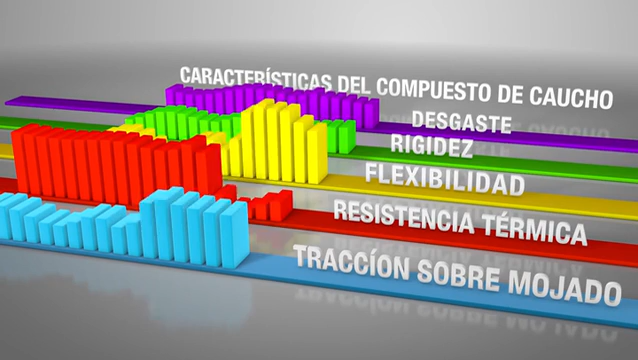 CARACTERÍSTICAS DEL COMPUESTO DE CAUCHO
DESGASTE
RIGIDEZ
FLEXIBILIDAD
RESISTENCIA TÉRMICA
TRACCÍON SOBRE MOJADO